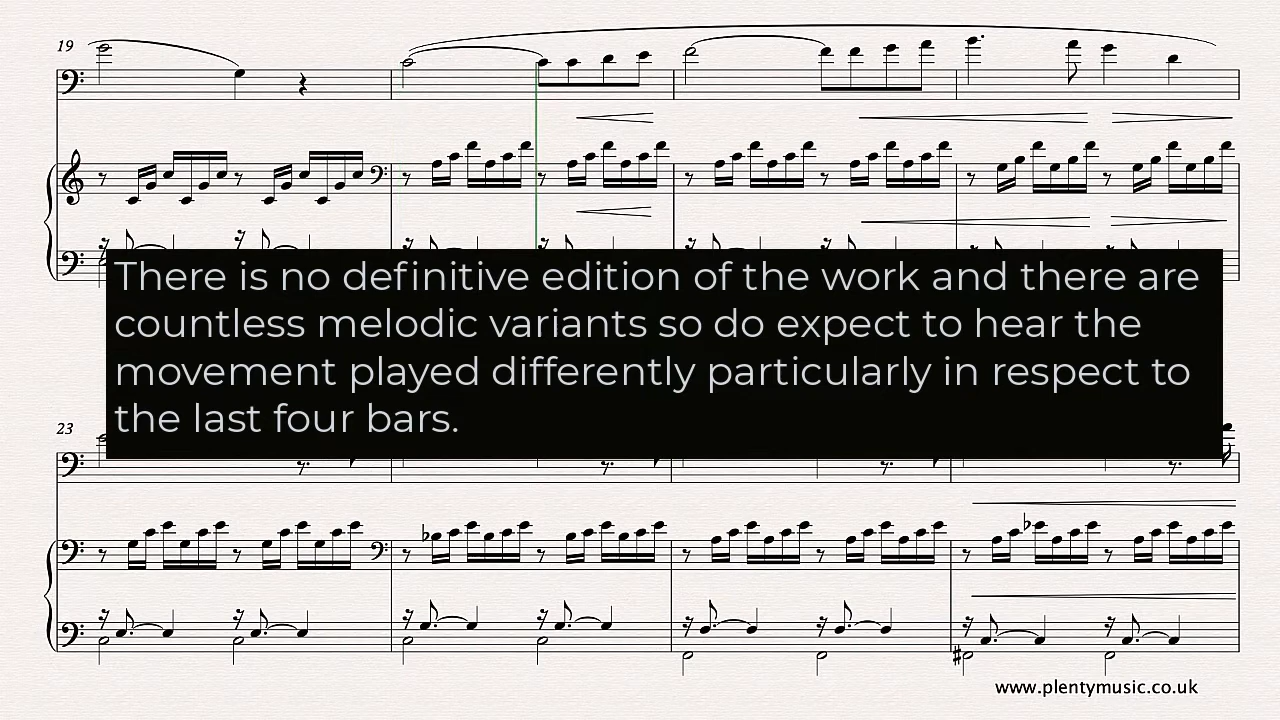 19
There is no definitive edition of the work and there are
countless melodic variants so do expect to hear the
movement played differently particularly in respect to
the last four bars.
23
www.plentymusic.co.uk